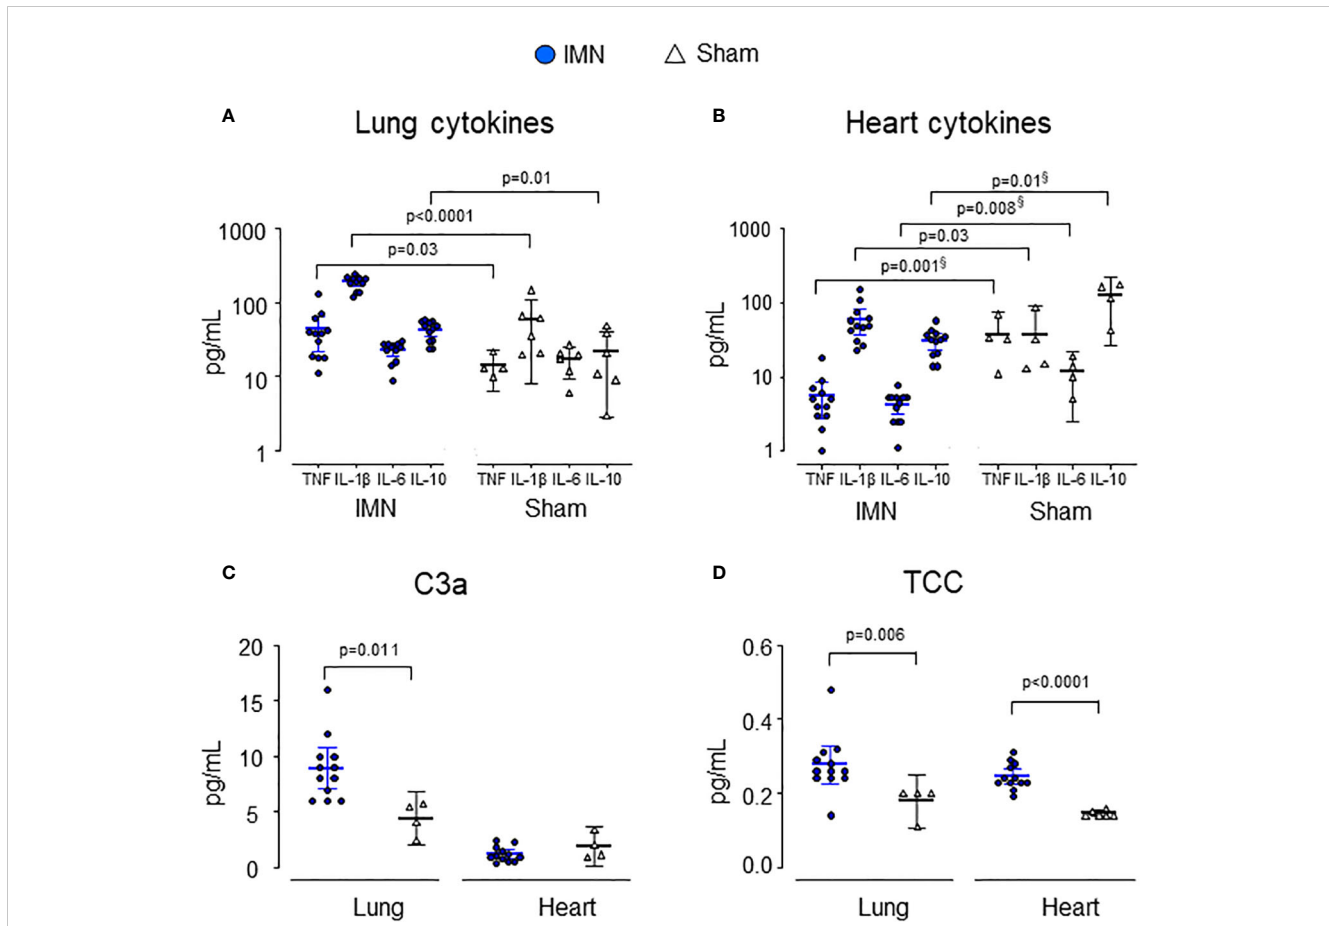 IMN Sham
A Lung cytokines
p=0.01
p<0.0001
p=0.03
1000
100
10
1
pg/mL
TNF IL-1β IL-6 IL-10 TNF IL-1β IL-6 IL-10
IMN Sham
B Heart cytokines
p=0.01§
p=0.008§
p=0.03
p=0.001§
1000
100
10
1
pg/mL
TNF IL-1β IL-6 IL-10 TNF IL-1β IL-6 IL-10
IMN Sham
C C3a
p=0.011
20
15
10
5
0
pg/mL
Lung Heart
D TCC
p=0.006
p<0.0001
0.6
0.4
0.2
0.0
pg/mL
Lung Heart